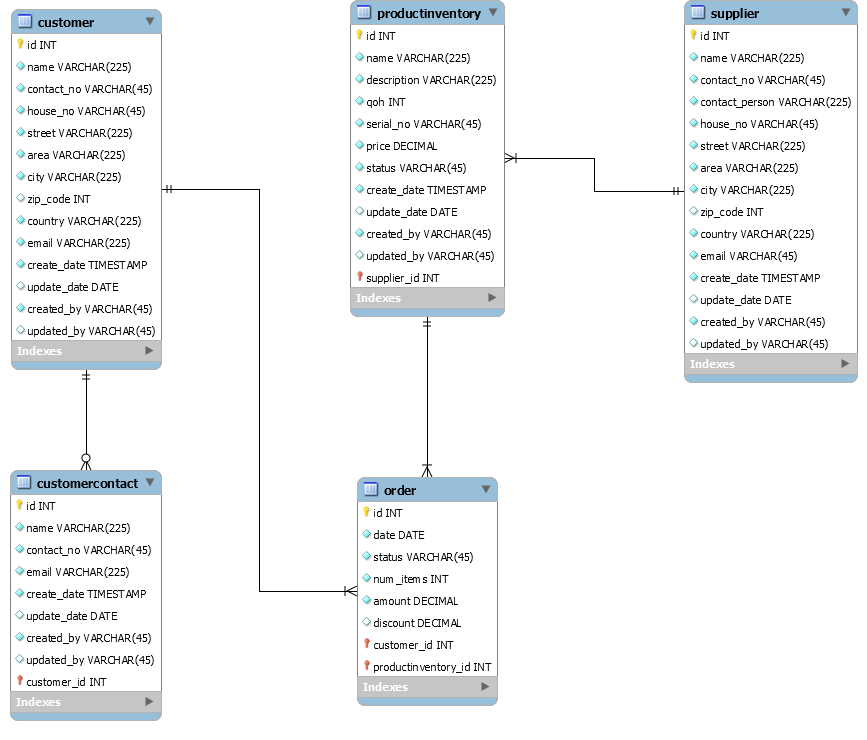 customer
id INT
name VARCHAR(225)
contact_no VARCHAR(45)
house_no VARCHAR(45)
street VARCHAR(225)
area VARCHAR(225)
city VARCHAR(225)
zip_code INT
country VARCHAR(225)
email VARCHAR(225)
create_date TIMESTAMP
update_date DATE
created_by VARCHAR(45)
updated_by VARCHAR(45)
Indexes
productinventory
id INT
name VARCHAR(225)
description VARCHAR(225)
qoh INT
serial_no VARCHAR(45)
price DECIMAL
status VARCHAR(45)
create_date TIMESTAMP
update_date DATE
created_by VARCHAR(45)
updated_by VARCHAR(45)
supplier_id INT
Indexes
supplier
id INT
name VARCHAR(225)
contact_no VARCHAR(45)
contact_person VARCHAR(225)
house_no VARCHAR(45)
street VARCHAR(225)
area VARCHAR(225)
city VARCHAR(225)
zip_code INT
country VARCHAR(225)
email VARCHAR(45)
create_date TIMESTAMP
update_date DATE
created_by VARCHAR(45)
updated_by VARCHAR(45)
Indexes
customercontact
id INT
name VARCHAR(225)
contact_no VARCHAR(45)
email VARCHAR(225)
create_date TIMESTAMP
update_date DATE
created_by VARCHAR(45)
updated_by VARCHAR(45)
customer_id INT
Indexes
order
id INT
date DATE
status VARCHAR(45)
num_items INT
amount DECIMAL
discount DECIMAL
customer_id INT
productinventory_id INT
Indexes